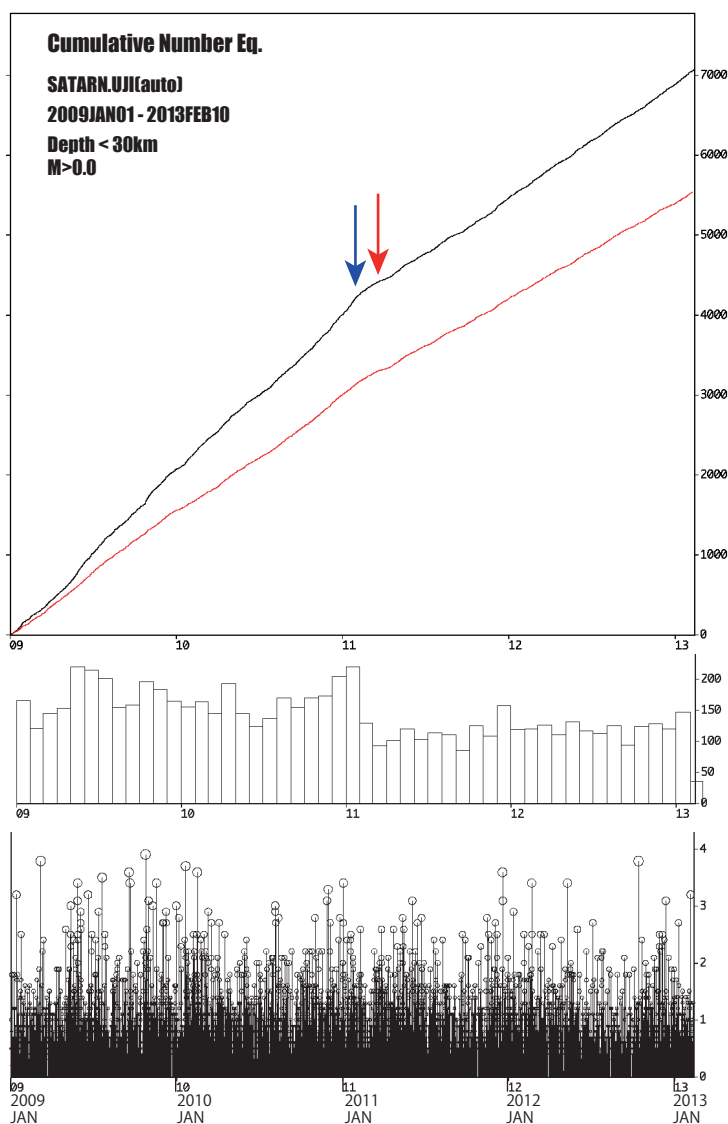 Cumulative Number Eq.
SATARN.UJI(auto)
2009JAN01 - 2013FEB10
Depth < 30km
M>0.0
7000
6000
5000
4000
3000
2000
1000
0
09 10 11 12 13
200
150
100
50
0
09 10 11 12 13
4
3
2
1
0
09 10 11 12 13
2009 2010 2011 2012 2013
JAN JAN JAN JAN JAN